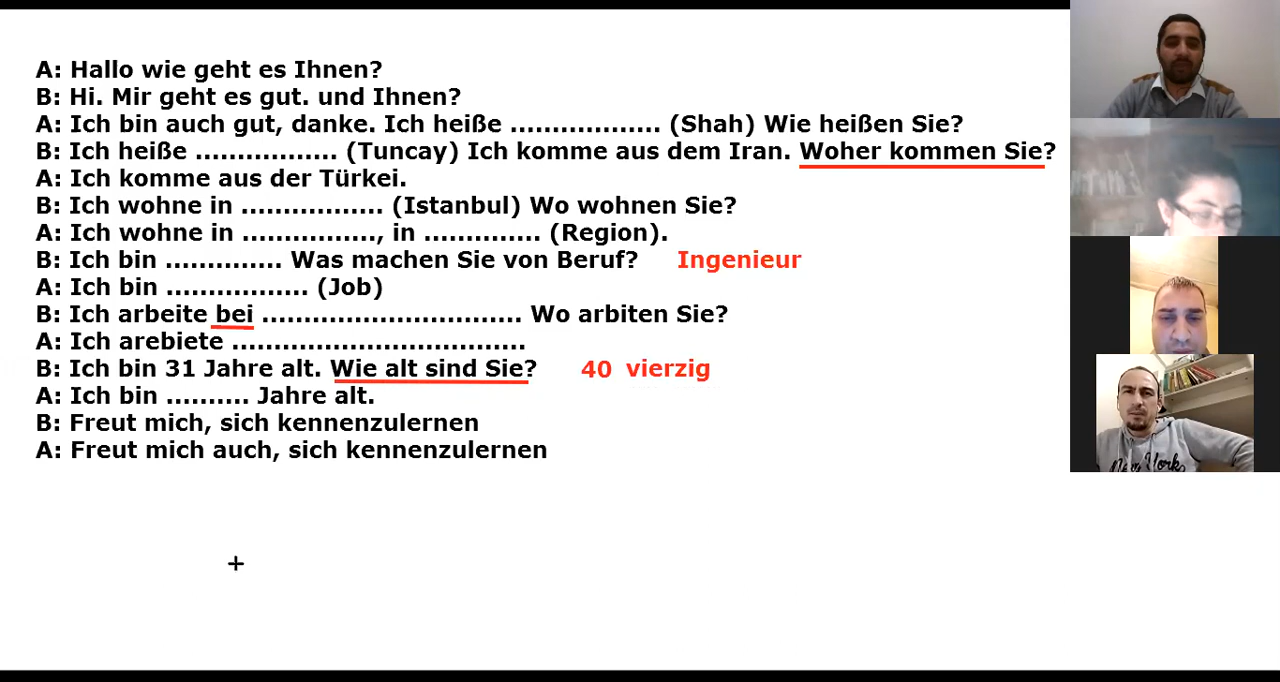 A: Hallo wie geht es Ihnen?
B: Hi. Mir geht es gut. und Ihnen?
A: Ich bin auch gut, danke. Ich heiße .................. (Shah) Wie heißen Sie?
B: Ich heiße ................. (Tuncay) Ich komme aus dem Iran. Woher kommen Sie?
A: Ich komme aus der Türkei.
B: Ich wohne in ................. (Istanbul) Wo wohnen Sie?
A: Ich wohne in ................, in .............. (Region).
B: Ich bin .............. Was machen Sie von Beruf? Ingenieur
A: Ich bin ................. (Job)
B: Ich arbeite bei ............................... Wo arbiten Sie?
A: Ich arebiete ...................................
B: Ich bin 31 Jahre alt. Wie alt sind Sie? 40 vierzig
A: Ich bin .......... Jahre alt.
B: Freut mich, sich kennenzulernen
A: Freut mich auch, sich kennenzulernen
New York